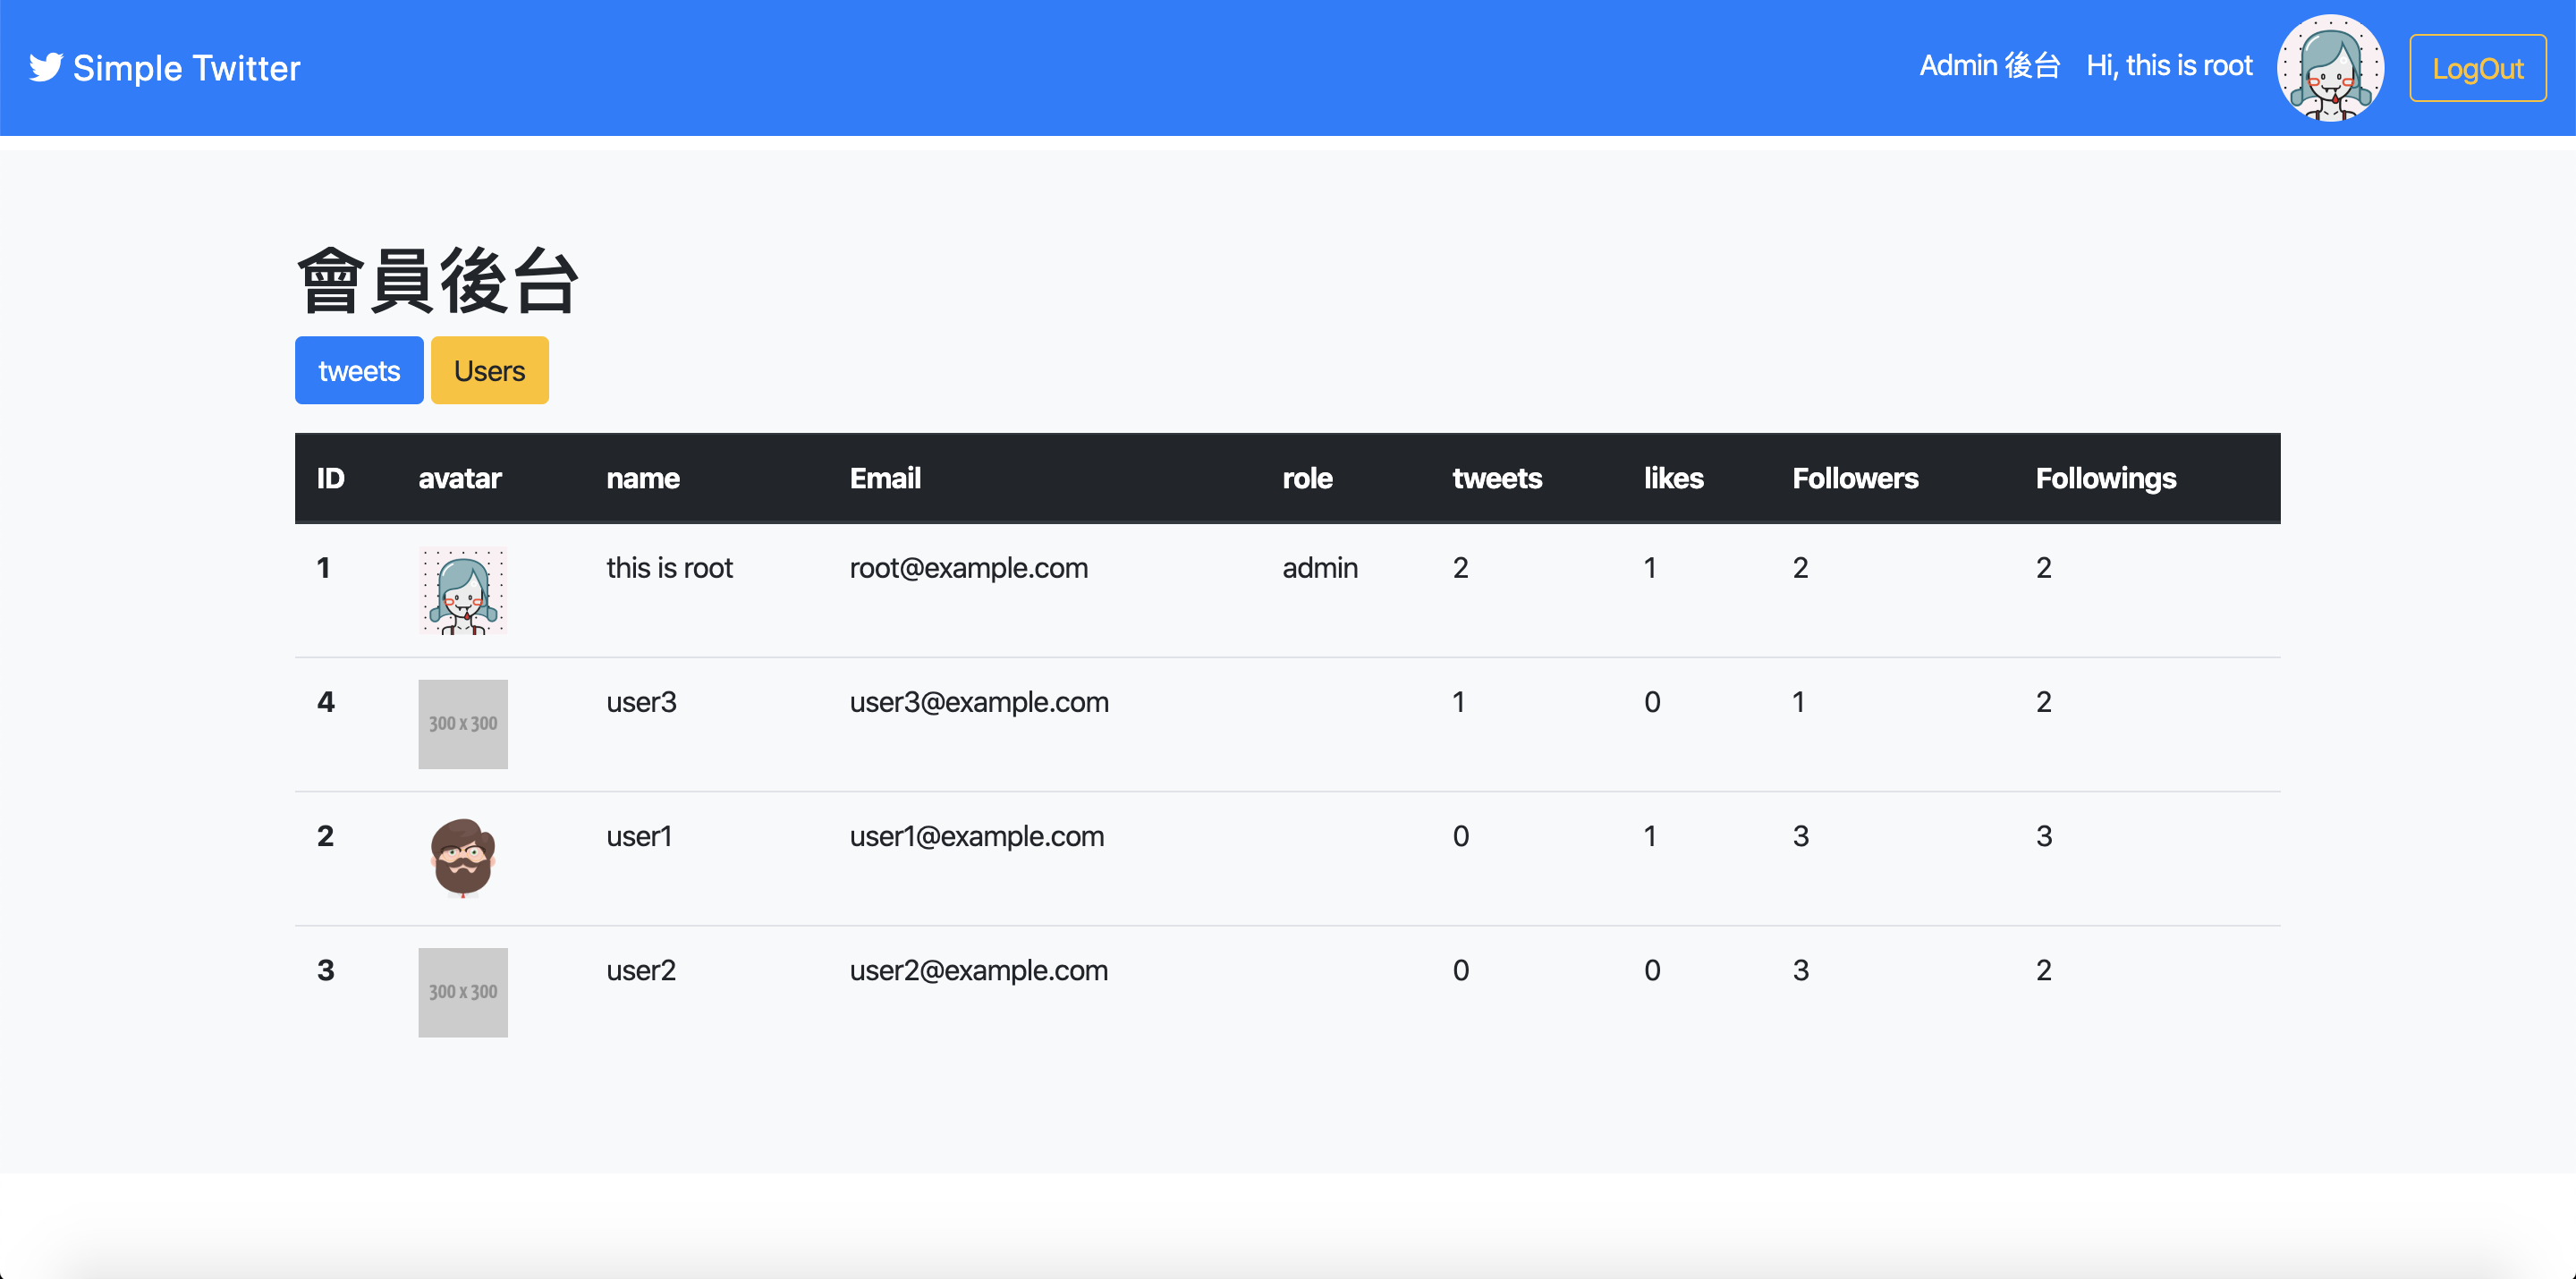 Simple Twitter
Admin 後台 Hi, this is root LogOut
會員後台
tweets Users
ID avatar name Email role tweets likes Followers Followings
1 this is root root@example.com admin 2 1 2 2
4 300 x 300 user3 user3@example.com 1 0 1 2
2 user1 user1@example.com 0 1 3 3
3 300 x 300 user2 user2@example.com 0 0 3 2